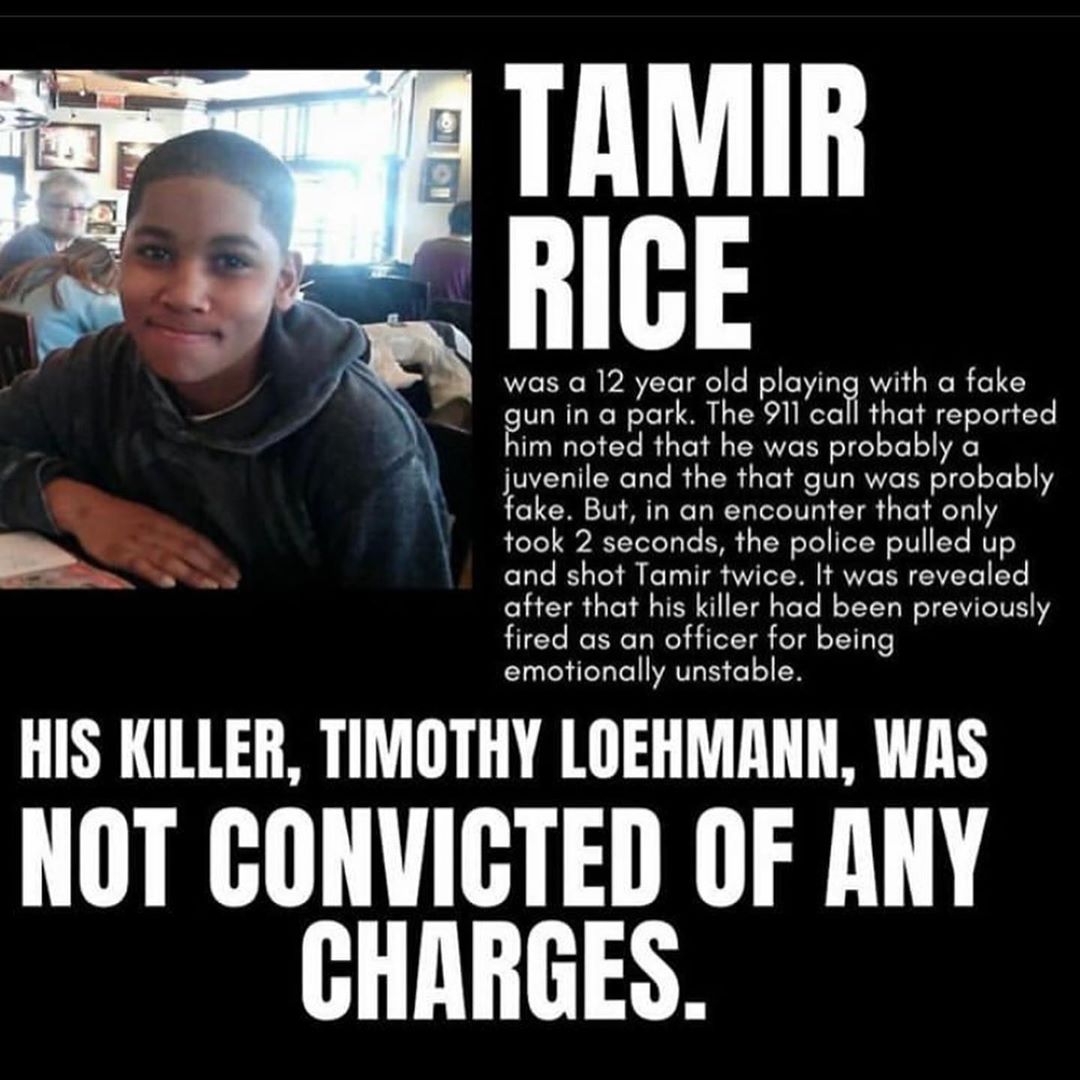 TAMIR
RICE
was a 12 year old playing with a fake
gun in a park. The 911 call that reported
him noted that he was probably a
juvenile and the that gun was probably
fake. But, in an encounter that only
took 2 seconds, the police pulled up
and shot Tamir twice. It was revealed
after that his killer had been previously
fired as an officer for being
emotionally unstable.
HIS KILLER, TIMOTHY LOEHMANN, WAS
NOT CONVICTED OF ANY
CHARGES.